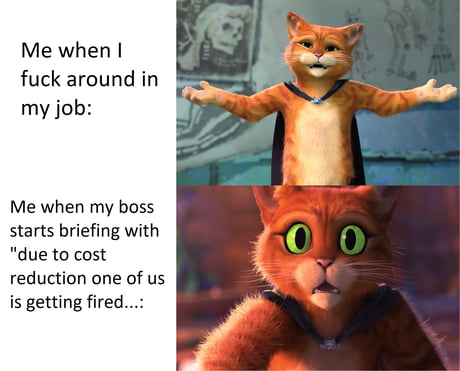 Me when I
fuck around in
my job:
Me when my boss
starts briefing with
"due to cost
reduction one of us
is getting fired...: